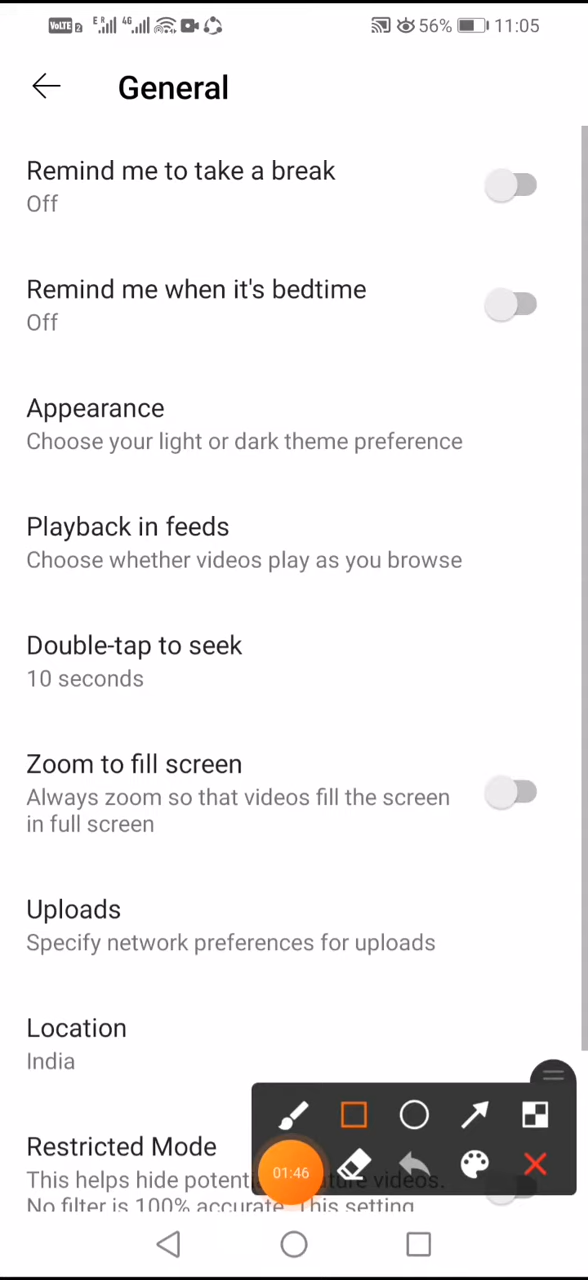 VoLTE 2 E R 4G 56% 11:05
General
Remind me to take a break
Off
Remind me when it's bedtime
Off
Appearance
Choose your light or dark theme preference
Playback in feeds
Choose whether videos play as you browse
Double-tap to seek
10 seconds
Zoom to fill screen
Always zoom so that videos fill the screen
in full screen
Uploads
Specify network preferences for uploads
Location
India
Restricted Mode
01:46
This helps hide videos.
No filter is 100% accurate. This setting